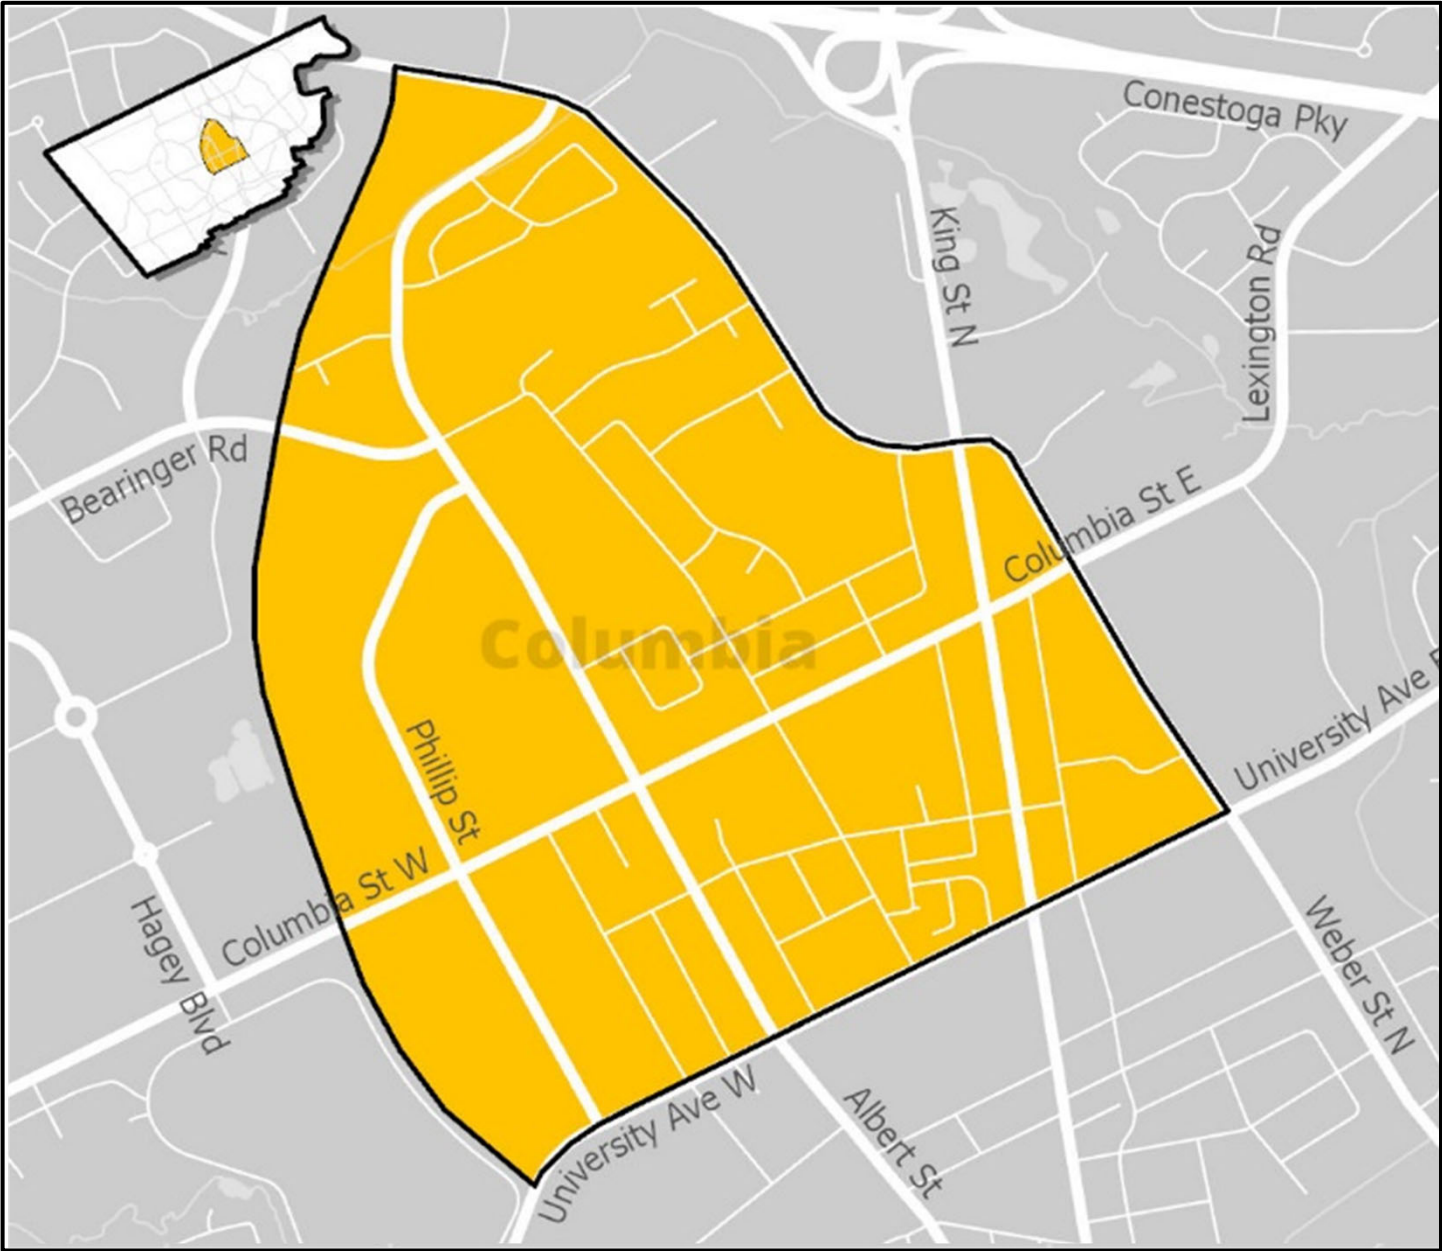 Conestoga Pky
King St N
Lexington Rd
Bearinger Rd
Columbia St E
Columbia
Phillip St
University Ave
Columbia St W
Hagey Blvd
Weber St N
University Ave W
Albert St